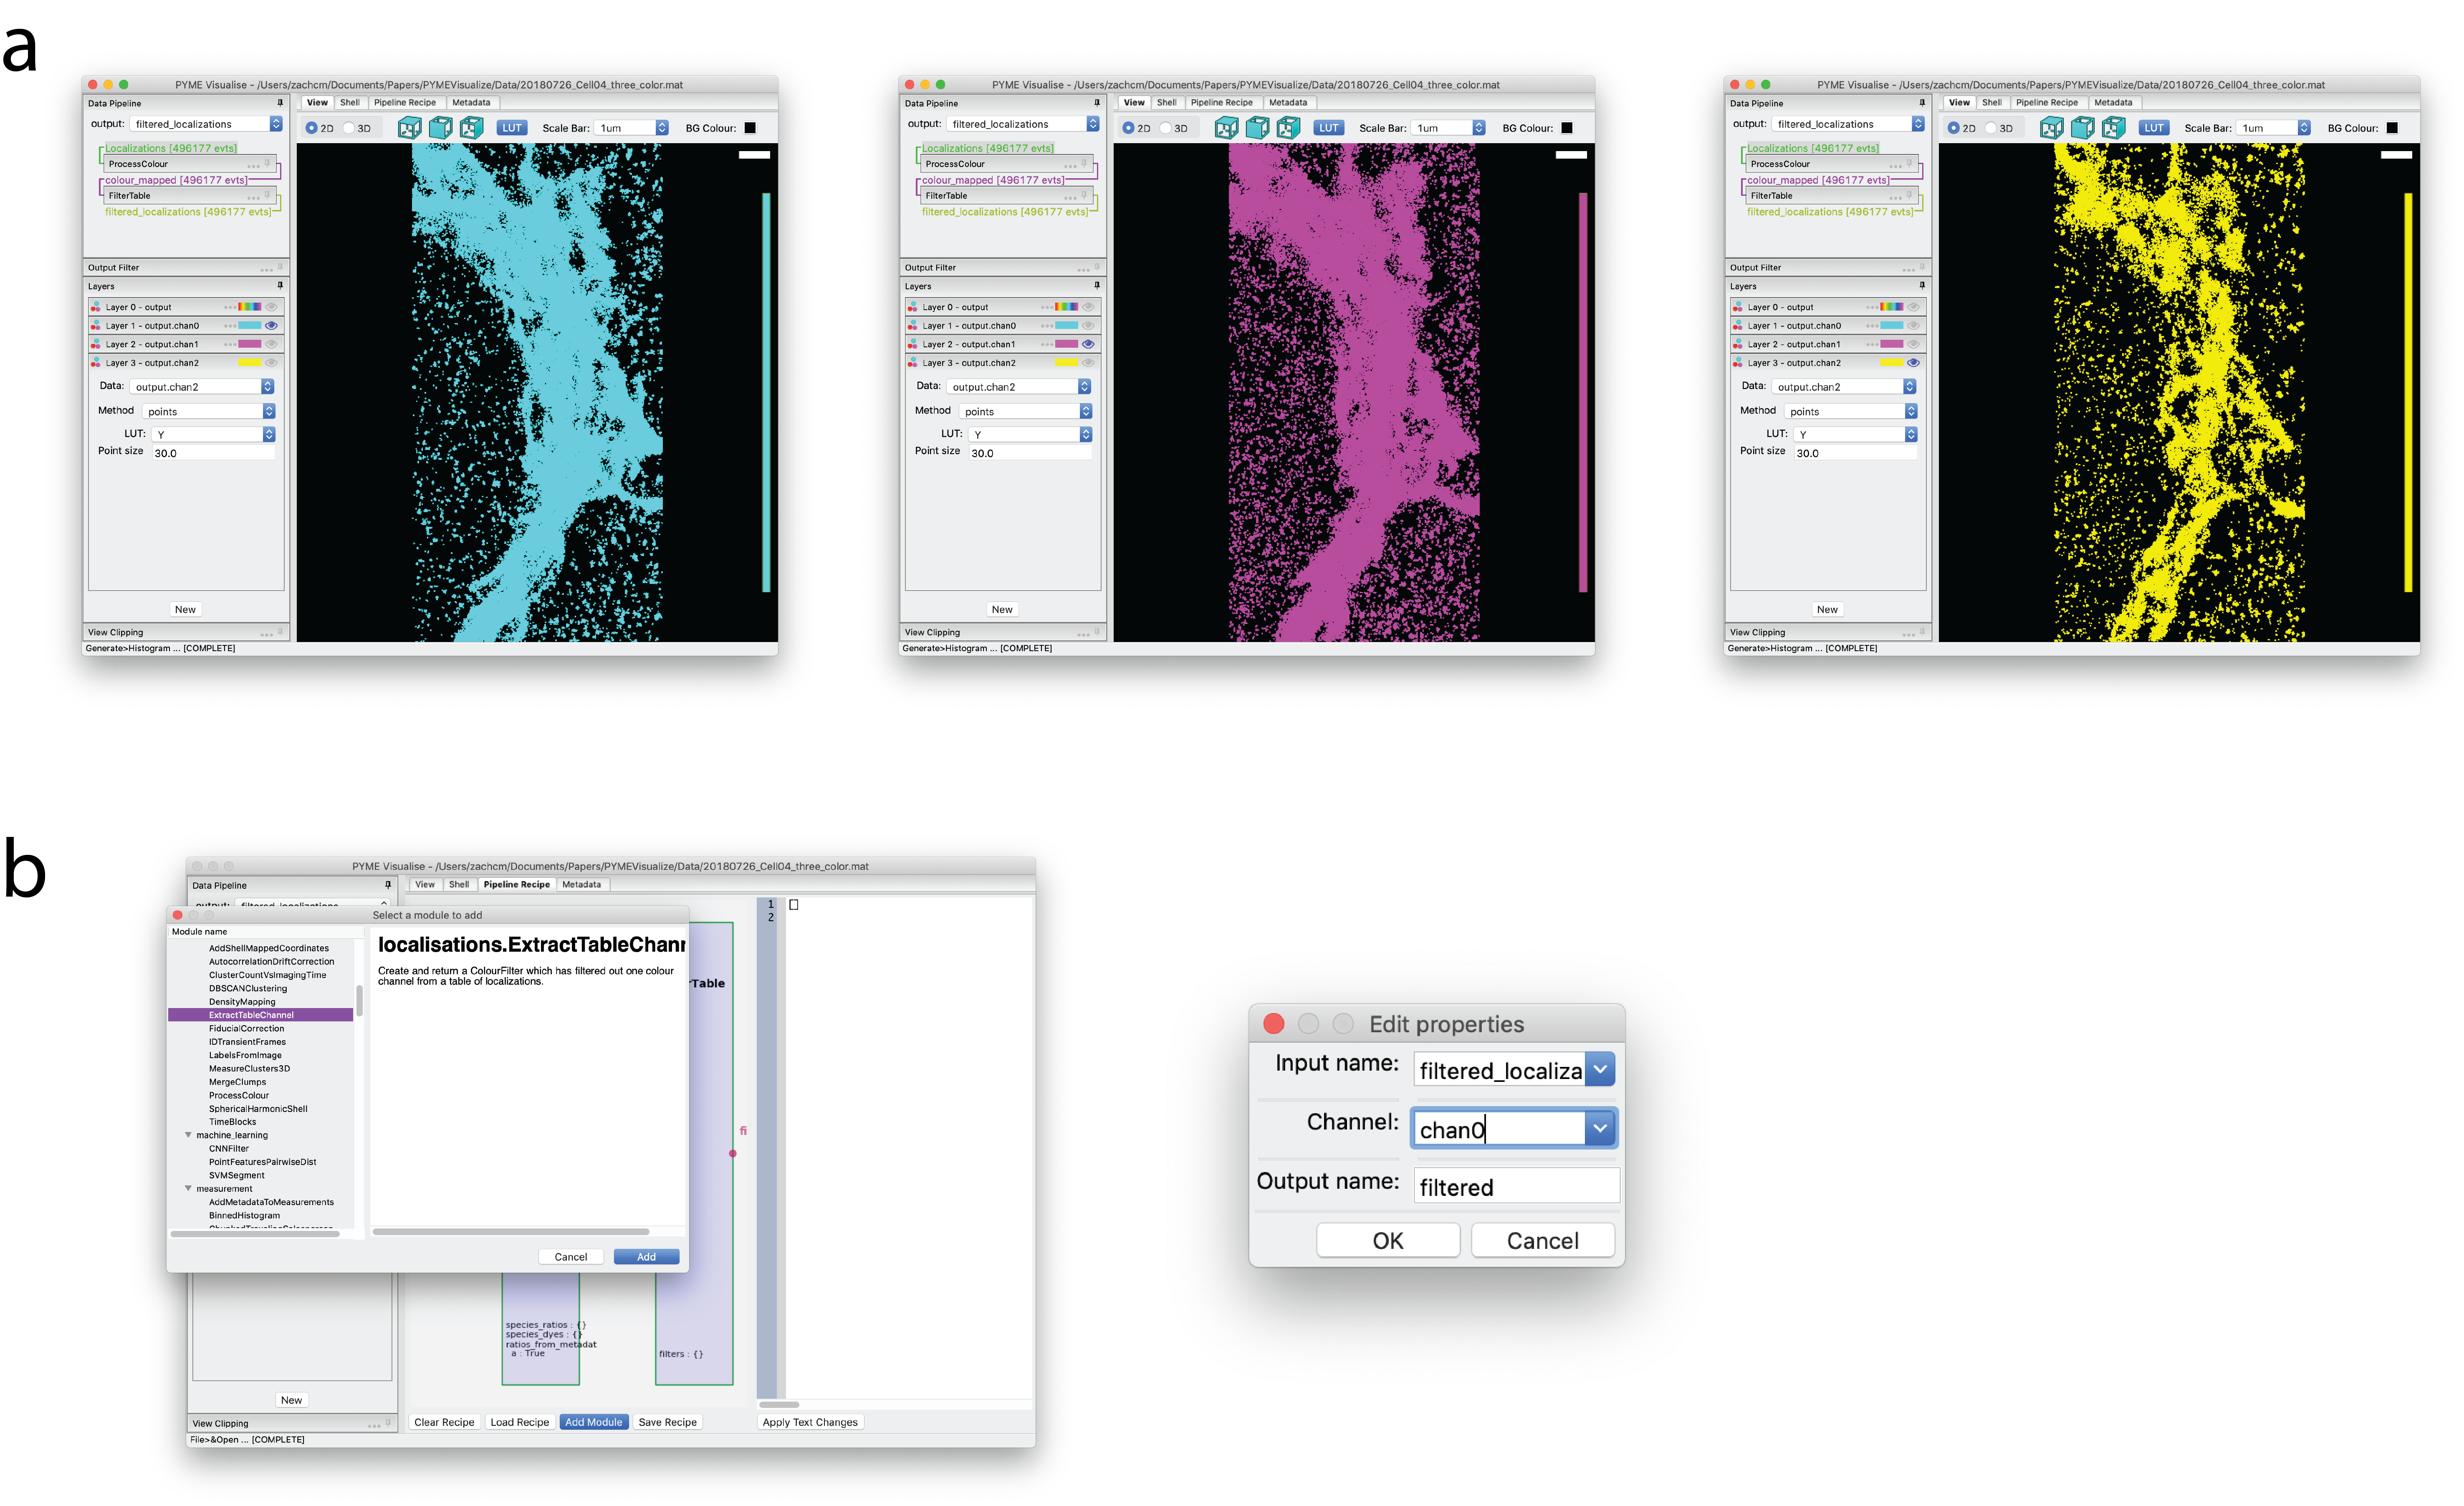 a
PYME Visualise - /Users/zachcm/Documents/Papers/PYMEVisualize/Data/20180726_Cell04_three_color.mat
Data Pipeline
View Shell Pipeline Recipe Metadata
output: filtered_localizations
2D 3D LUT Scale Bar: 1um BG Colour:
Localizations [496177 evts]
ProcessColour ...
colour_mapped [496177 evts]
FilterTable ...
filtered_localizations [496177 evts]
Output Filter ...
Layers
Layer 0 - output ...
Layer 1 - output.chan0 ...
Layer 2 - output.chan1 ...
Layer 3 - output.chan2
Data: output.chan2
Method points
LUT: Y
Point size 30.0
New
View Clipping ...
Generate>Histogram ... [COMPLETE]
PYME Visualise - /Users/zachcm/Documents/Papers/PYMEVisualize/Data/20180726_Cell04_three_color.mat
Data Pipeline
View Shell Pipeline Recipe Metadata
output: filtered_localizations
2D 3D LUT Scale Bar: 1um BG Colour:
Localizations [496177 evts]
ProcessColour ...
colour_mapped [496177 evts]
FilterTable ...
filtered_localizations [496177 evts]
Output Filter ...
Layers
Layer 0 - output ...
Layer 1 - output.chan0 ...
Layer 2 - output.chan1 ...
Layer 3 - output.chan2
Data: output.chan2
Method points
LUT: Y
Point size 30.0
New
View Clipping ...
Generate>Histogram ... [COMPLETE]
PYME Visualise - /Users/zachcm/Documents/Papers/PYMEVisualize/Data/20180726_Cell04_three_color.mat
Data Pipeline
View Shell Pipeline Recipe Metadata
output: filtered_localizations
2D 3D LUT Scale Bar: 1um BG Colour:
Localizations [496177 evts]
ProcessColour ...
colour_mapped [496177 evts]
FilterTable ...
filtered_localizations [496177 evts]
Output Filter ...
Layers
Layer 0 - output ...
Layer 1 - output.chan0 ...
Layer 2 - output.chan1 ...
Layer 3 - output.chan2
Data: output.chan2
Method points
LUT: Y
Point size 30.0
New
View Clipping ...
Generate>Histogram ... [COMPLETE]
b
PYME Visualise - /Users/zachcm/Documents/Papers/PYMEVisualize/Data/20180726_Cell04_three_color.mat
Data Pipeline
View Shell Pipeline Recipe Metadata
output: filtered_localizations
Select a module to add
Module name
AddShellMappedCoordinates
AutocorrelationDriftCorrection
ClusterCountVsImagingTime
DBSCANClustering
DensityMapping
ExtractTableChannel
FiducialCorrection
IDTransientFrames
LabelsFromImage
MeasureClusters3D
MergeClumps
ProcessColour
SphericalHarmonicShell
TimeBlocks
machine_learning
CNNFilter
PointFeaturesPairwiseDist
SVMSegment
measurement
AddMetadataToMeasurements
BinnedHistogram
localisations.ExtractTableChann
Create and return a ColourFilter which has filtered out one colour
channel from a table of localizations.
Cancel Add
rTable
fi
1 []
2
species_ratios : {}
species_dyes : {}
ratios_from_metadat
a : True
filters : {}
New
View Clipping ...
Clear Recipe Load Recipe Add Module Save Recipe Apply Text Changes
File>&Open ... [COMPLETE]
Edit properties
Input name: filtered_localiza
Channel: chan0
Output name: filtered
OK Cancel